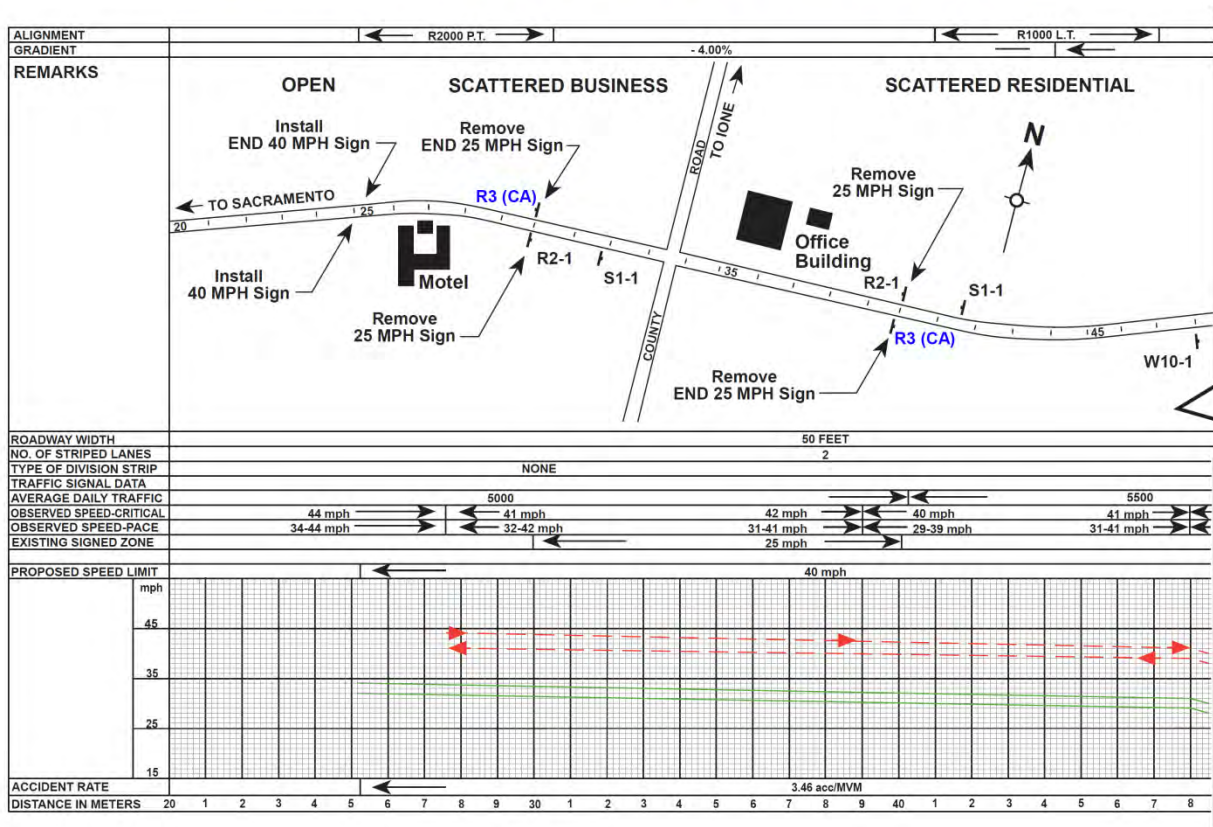 ALIGNMENT R2000 P.T. R1000 L.T.
GRADIENT - 4.00%
REMARKS
OPEN SCATTERED BUSINESS SCATTERED RESIDENTIAL
Install
END 40 MPH Sign
Remove
END 25 MPH Sign
ROAD
TO IONE
N
Remove
25 MPH Sign
R3 (CA)
TO SACRAMENTO
20
25
Office
Building
R2-1
S1-1
35
R2-1
S1-1
Install
40 MPH Sign
Motel
Remove
25 MPH Sign
COUNTY
R3 (CA)
45
W10-1
Remove
END 25 MPH Sign
ROADWAY WIDTH 50 FEET
NO. OF STRIPED LANES 2
TYPE OF DIVISION STRIP NONE
TRAFFIC SIGNAL DATA
AVERAGE DAILY TRAFFIC 5000 5500
OBSERVED SPEED-CRITICAL 44 mph 41 mph 42 mph 40 mph 41 mph
OBSERVED SPEED-PACE 34-44 mph 32-42 mph 31-41 mph 29-39 mph 31-41 mph
EXISTING SIGNED ZONE 25 mph
PROPOSED SPEED LIMIT 40 mph
mph
45
35
25
15
ACCIDENT RATE 3.46 acc/MVM
DISTANCE IN METERS 20 1 2 3 4 5 6 7 8 9 30 1 2 3 4 5 6 7 8 9 40 1 2 3 4 5 6 7 8